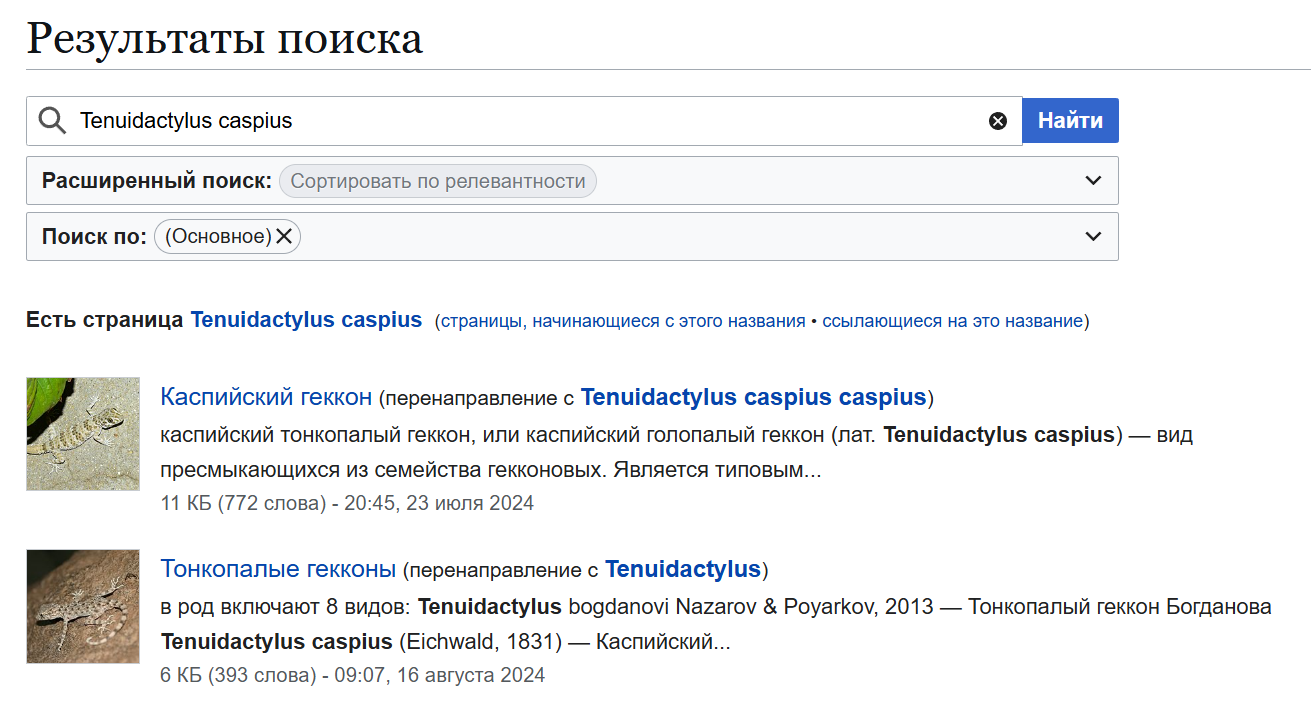 Результаты поиска
Tenuidactylus caspius
Найти
Расширенный поиск: Сортировать по релевантности
Поиск по: (Основное)
Есть страница Tenuidactylus caspius (страницы, начинающиеся с этого названия • ссылающиеся на это название)
Каспийский геккон (перенаправление с Tenuidactylus caspius caspius)
каспийский тонкопалый геккон, или каспийский голопалый геккон (лат. Tenuidactylus caspius) — вид
пресмыкающихся из семейства гекконовых. Является типовым...
11 КБ (772 слова) - 20:45, 23 июля 2024
Тонкопалые гекконы (перенаправление с Tenuidactylus)
в род включают 8 видов: Tenuidactylus bogdanovi Nazarov & Poyarkov, 2013 — Тонкопалый геккон Богданова
Tenuidactylus caspius (Eichwald, 1831) — Каспийский...
6 КБ (393 слова) - 09:07, 16 августа 2024